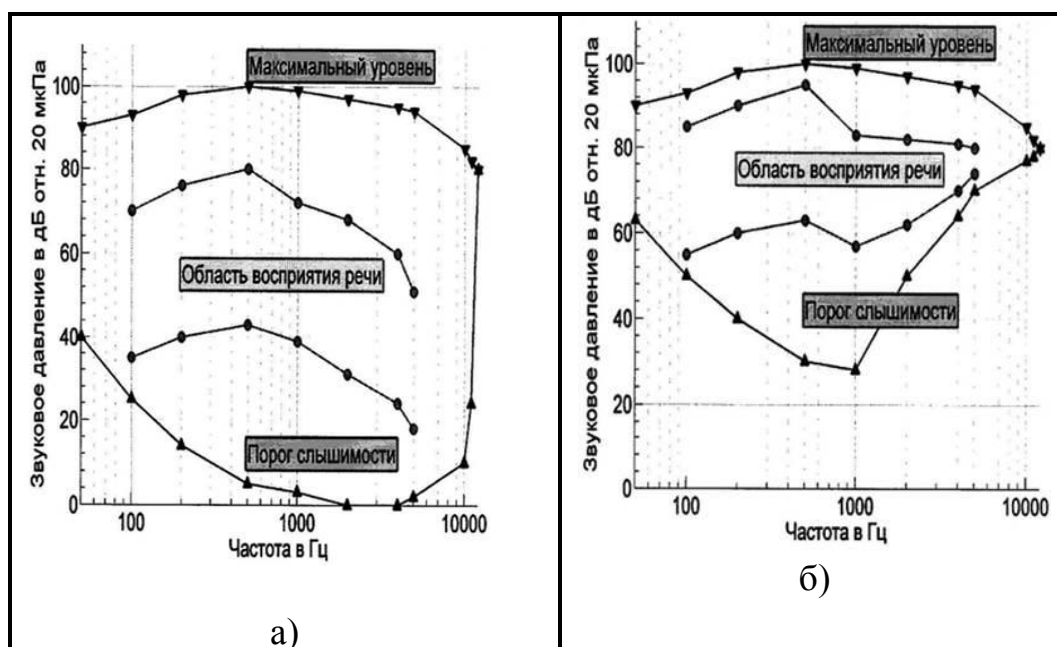 Звуковое давление в дБ отн. 20 мкПа
Максимальный уровень
100
80
60
40
20
0
Область восприятия речи
Порог слышимости
100
1000
10000
Частота в Гц
а)
Звуковое давление в дБ отн. 20 мкПа
Максимальный уровень
100
80
60
40
20
0
Область восприятия речи
Порог слышимости
100
1000
10000
Частота в Гц
б)